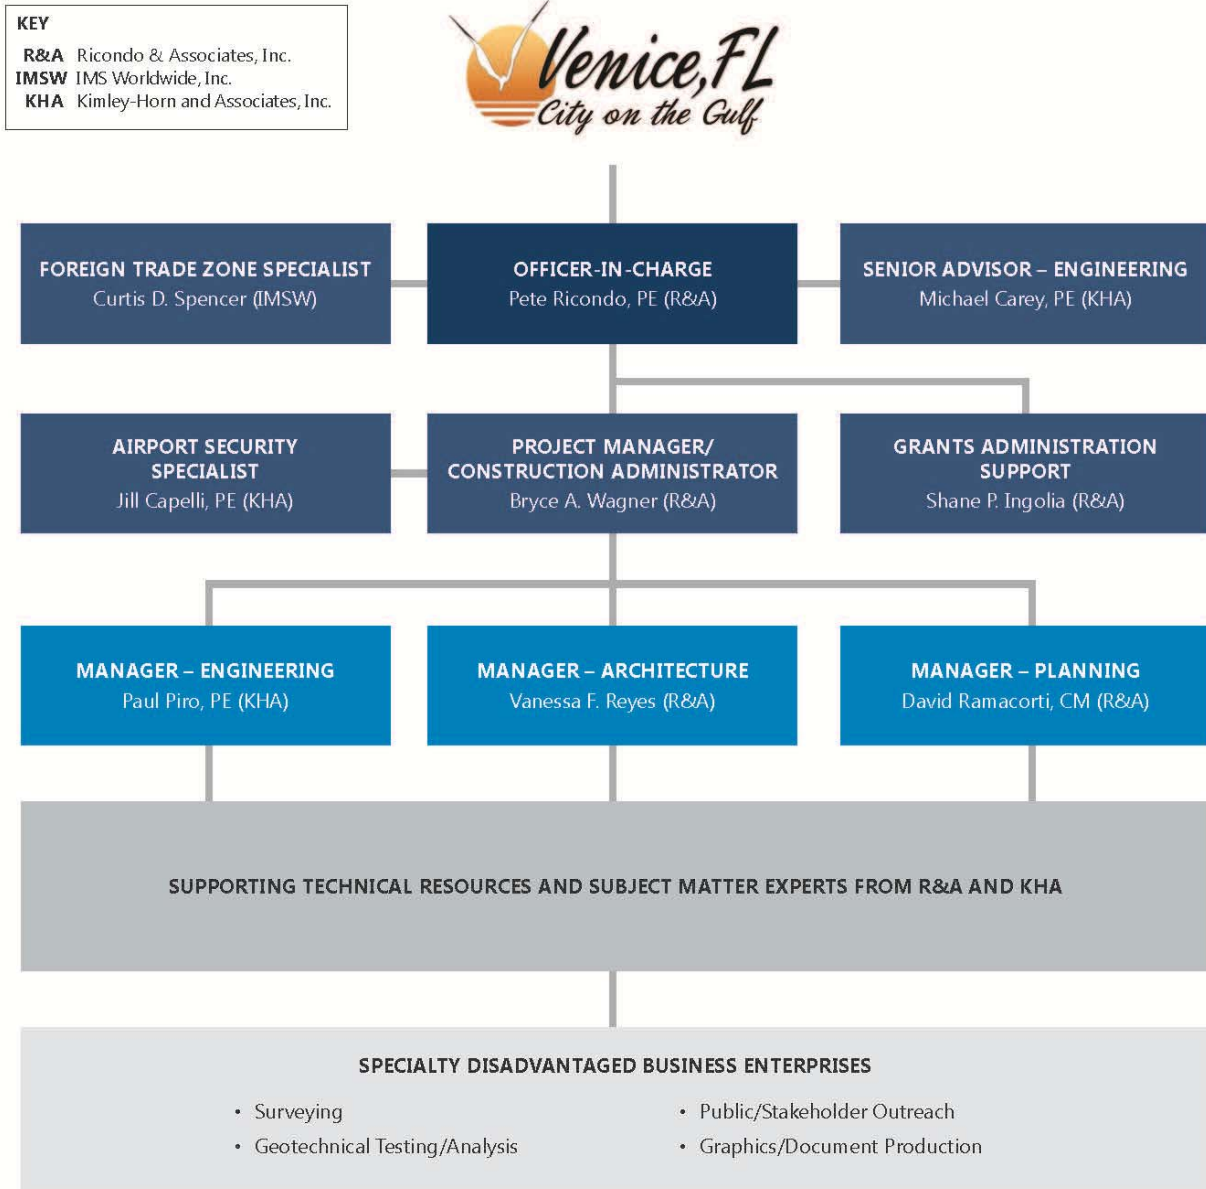 KEY
R&A Ricondo & Associates, Inc.
IMSW IMS Worldwide, Inc.
KHA Kimley-Horn and Associates, Inc.
Venice, FL
City on the Gulf
FOREIGN TRADE ZONE SPECIALIST
Curtis D. Spencer (IMSW)
OFFICER-IN-CHARGE
Pete Ricondo, PE (R&A)
SENIOR ADVISOR – ENGINEERING
Michael Carey, PE (KHA)
AIRPORT SECURITY
SPECIALIST
Jill Capelli, PE (KHA)
PROJECT MANAGER/
CONSTRUCTION ADMINISTRATOR
Bryce A. Wagner (R&A)
GRANTS ADMINISTRATION
SUPPORT
Shane P. Ingolia (R&A)
MANAGER – ENGINEERING
Paul Piro, PE (KHA)
MANAGER – ARCHITECTURE
Vanessa F. Reyes (R&A)
MANAGER – PLANNING
David Ramacorti, CM (R&A)
SUPPORTING TECHNICAL RESOURCES AND SUBJECT MATTER EXPERTS FROM R&A AND KHA
SPECIALTY DISADVANTAGED BUSINESS ENTERPRISES
• Surveying
• Geotechnical Testing/Analysis
• Public/Stakeholder Outreach
• Graphics/Document Production